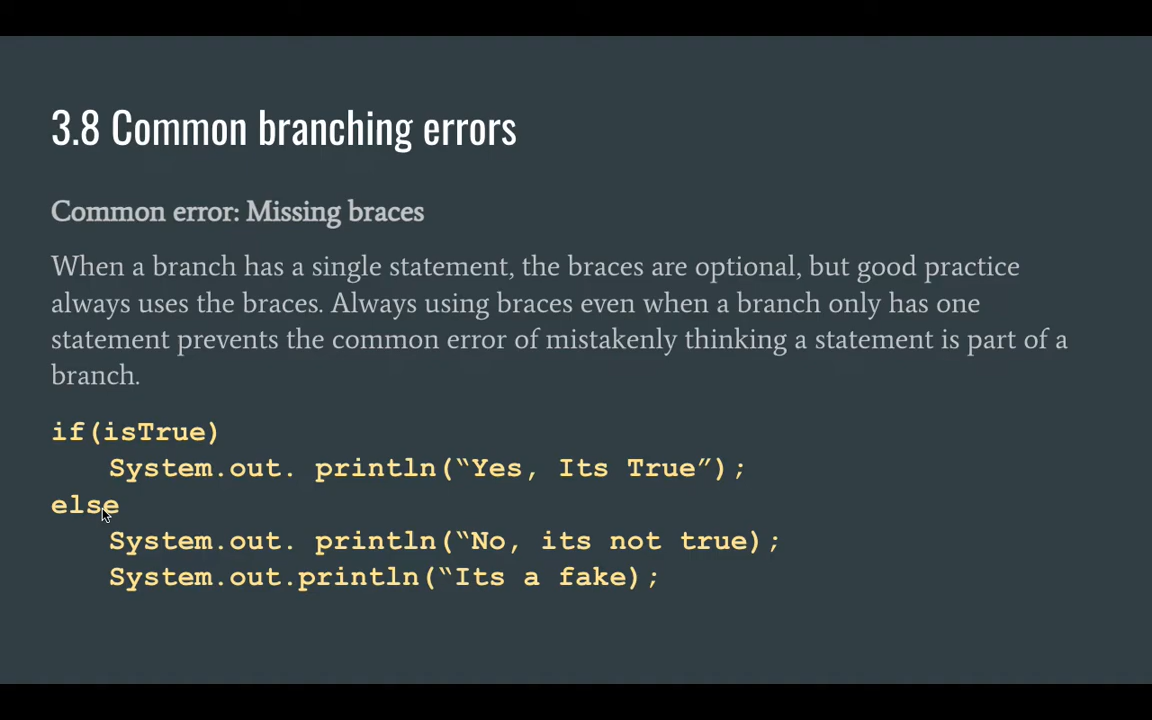 3.8 Common branching errors
Common error: Missing braces
When a branch has a single statement, the braces are optional, but good practice
always uses the braces. Always using braces even when a branch only has one
statement prevents the common error of mistakenly thinking a statement is part of a
branch.
if(isTrue)
System.out. println(“Yes, Its True”);
else
System.out. println(“No, its not true);
System.out.println(“Its a fake);